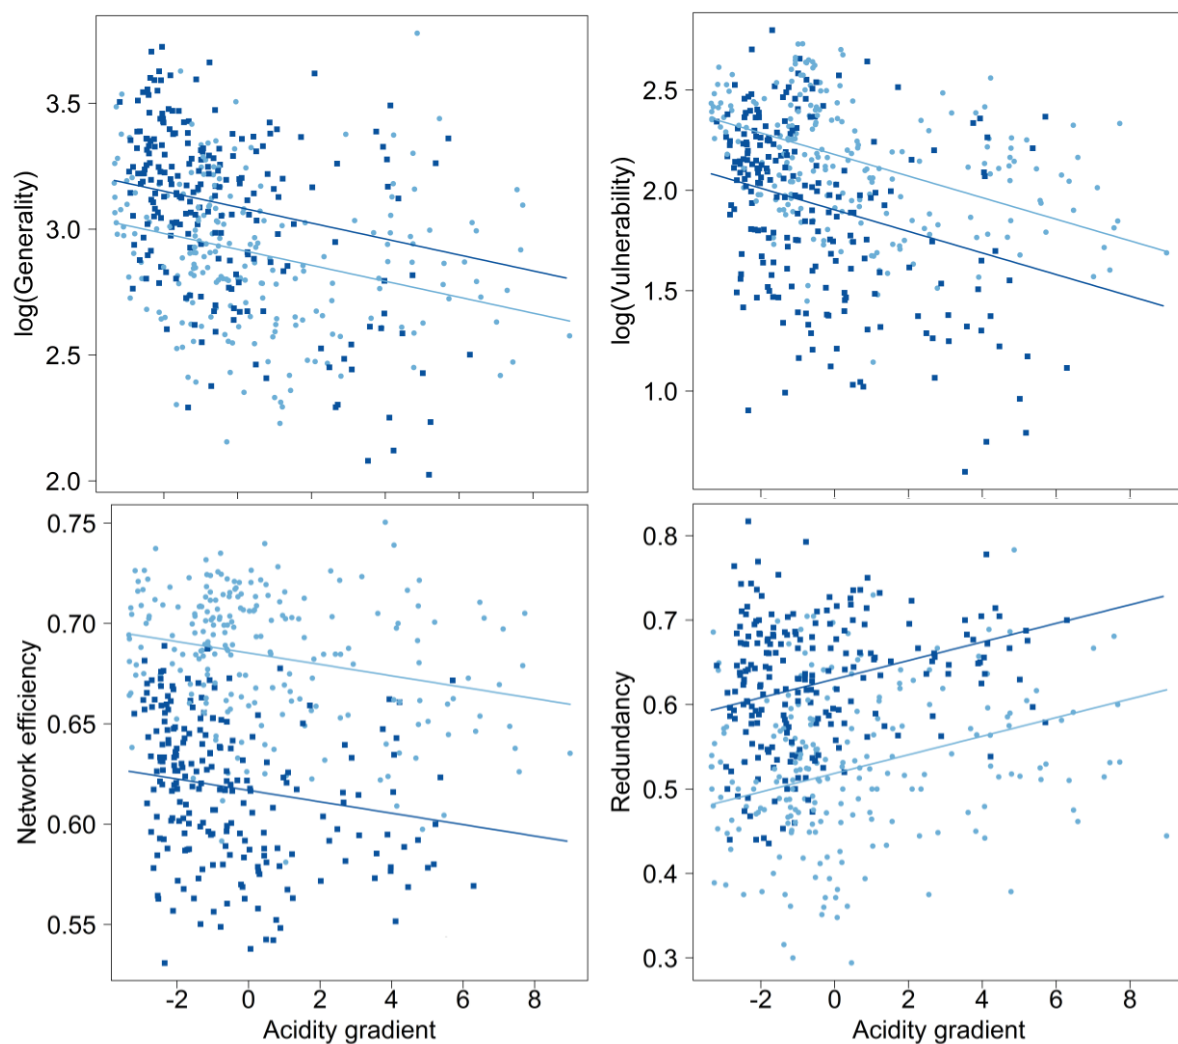 log(Generality)
3.5
3.0
2.5
2.0
log(Vulnerability)
2.5
2.0
1.5
1.0
Network efficiency
0.75
0.70
0.65
0.60
0.55
-2 0 2 4 6 8
Acidity gradient
Redundancy
0.8
0.7
0.6
0.5
0.4
0.3
-2 0 2 4 6 8
Acidity gradient